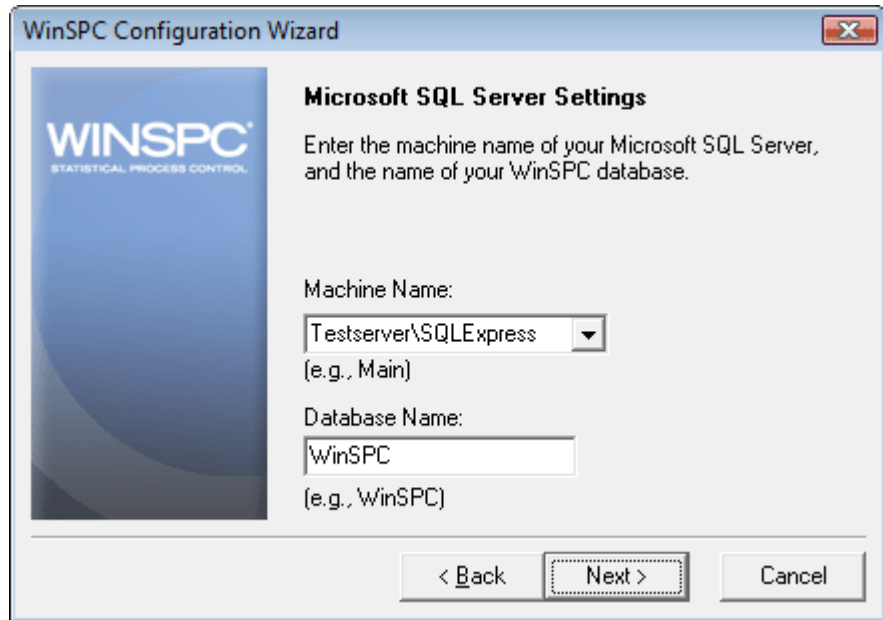 WinSPC Configuration Wizard
WINSPC
STATISTICAL PROCESS CONTROL
Microsoft SQL Server Settings
Enter the machine name of your Microsoft SQL Server,
and the name of your WinSPC database.
Machine Name:
Testserver\SQLExpress
(e.g., Main)
Database Name:
WinSPC
(e.g., WinSPC)
< Back Next > Cancel